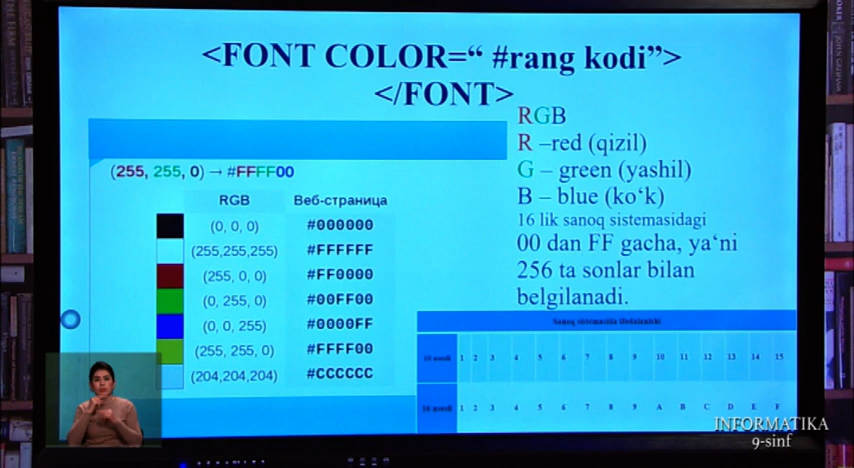 <FONT COLOR=“ #rang kodi”>
</FONT>
RGB
R –red (qizil)
G – green (yashil)
B – blue (ko‘k)
16 lik sanoq sistemasidagi
00 dan FF gacha, ya‘ni
256 ta sonlar bilan
belgilanadi.
(255, 255, 0) → #FFFF00
RGB Веб-страница
(0, 0, 0) #000000
(255,255,255) #FFFFFF
(255, 0, 0) #FF0000
(0, 255, 0) #00FF00
(0, 0, 255) #0000FF
(255, 255, 0) #FFFF00
(204,204,204) #CCCCCC
Sanoq sistemasida
1 2 3 4 5 6 7 8 9 10 11 12 13 14 15
1 2 3 4 5 6 7 8 9 A B C D E F
INFORMATIKA
9-sinf